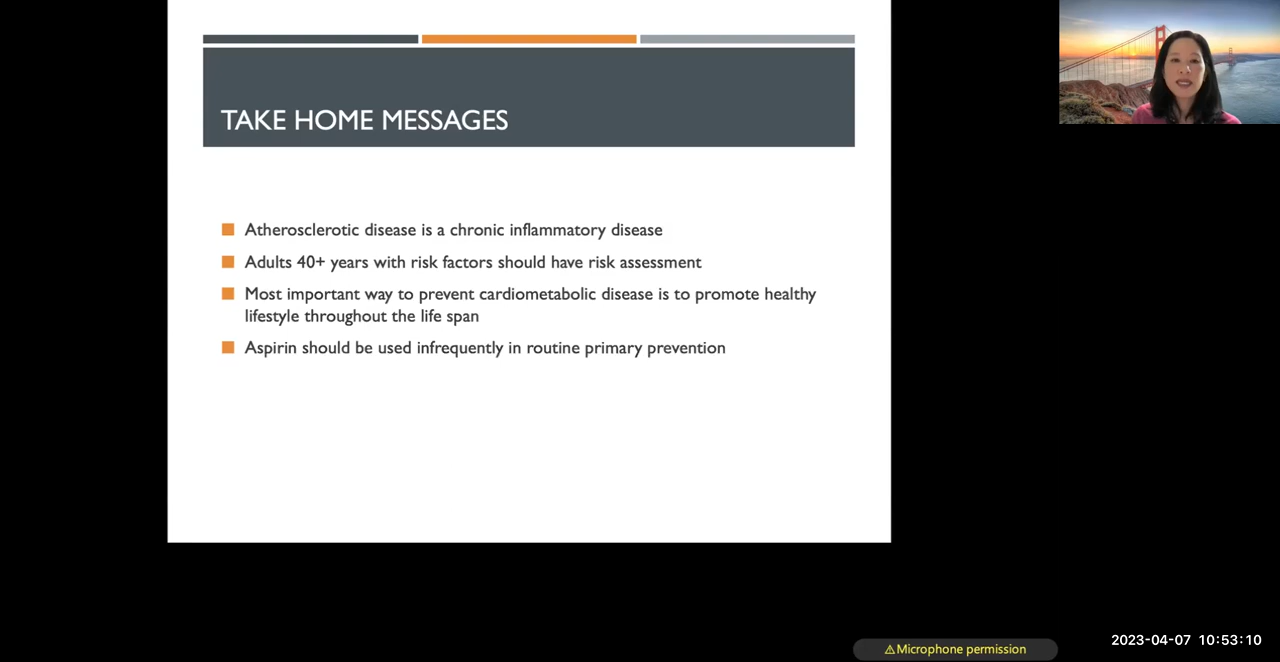 TAKE HOME MESSAGES
Atherosclerotic disease is a chronic inflammatory disease
Adults 40+ years with risk factors should have risk assessment
Most important way to prevent cardiometabolic disease is to promote healthy
lifestyle throughout the life span
Aspirin should be used infrequently in routine primary prevention
2023-04-07 10:53:10
⚠Microphone permission